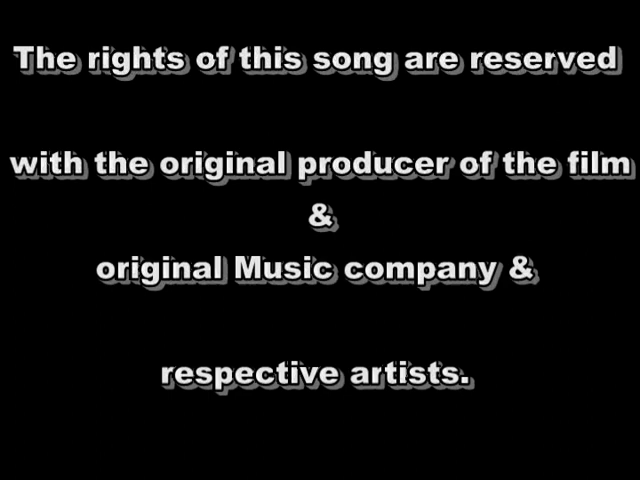 The rights of this song are reserved
with the original producer of the film
&
original Music company &
respective artists.